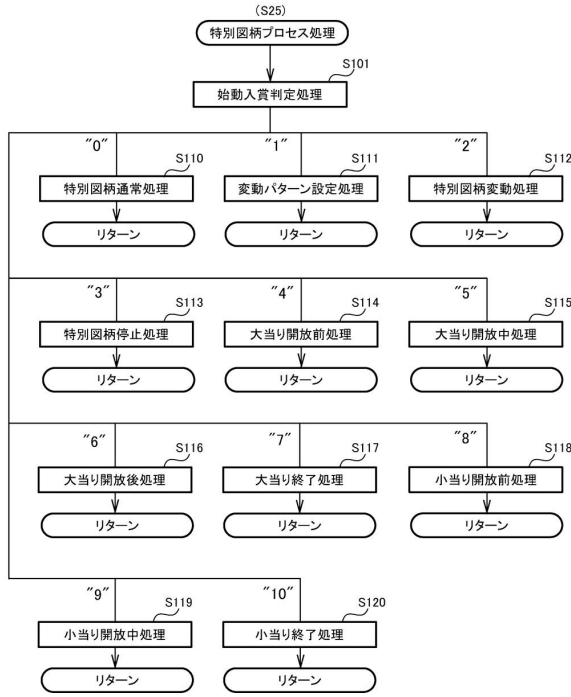 (S25)
特別図柄プロセス処理
S101
始動入賞判定処理
"0"
"1"
"2"
S110
S111
S112
特別図柄通常処理
変動パターン設定処理
特別図柄変動処理
リターン
リターン
リターン
"3"
"4"
"5"
S113
S114
S115
特別図柄停止処理
大当り開放前処理
大当り開放中処理
リターン
リターン
リターン
"6"
"7"
"8"
S116
S117
S118
大当り開放後処理
大当り終了処理
小当り開放前処理
リターン
リターン
リターン
"9"
"10"
S119
S120
小当り開放中処理
小当り終了処理
リターン
リターン